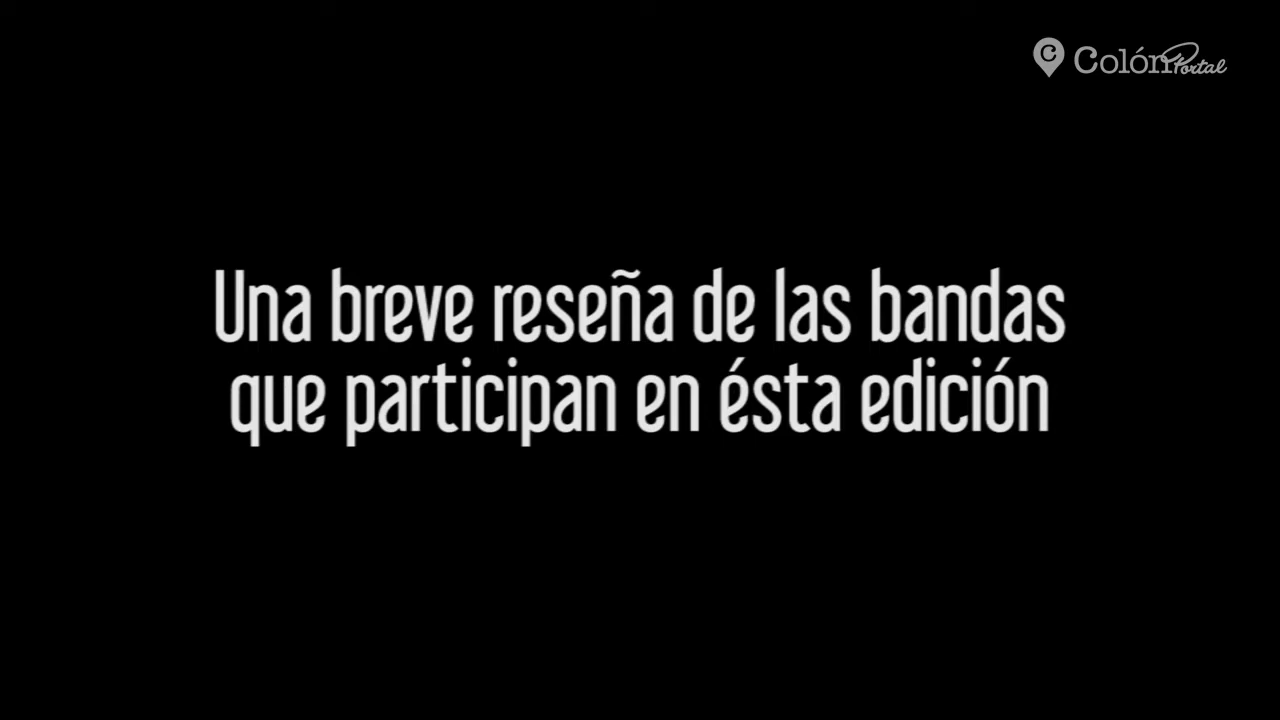 Colón Portal
Una breve reseña de las bandas
que participan en ésta edición